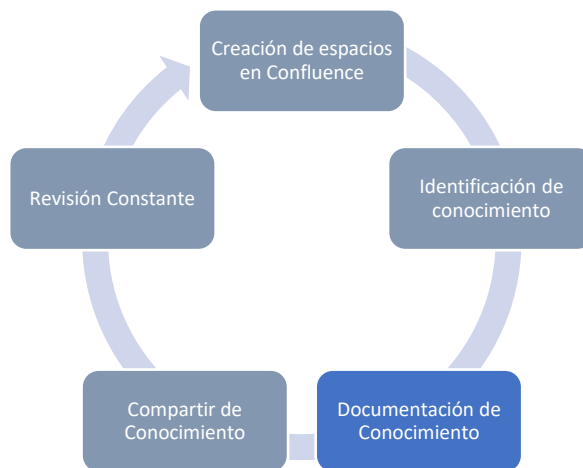 Creación de espacios
en Confluence
Identificación de
conocimiento
Documentación de
Conocimiento
Compartir de
Conocimiento
Revisión Constante